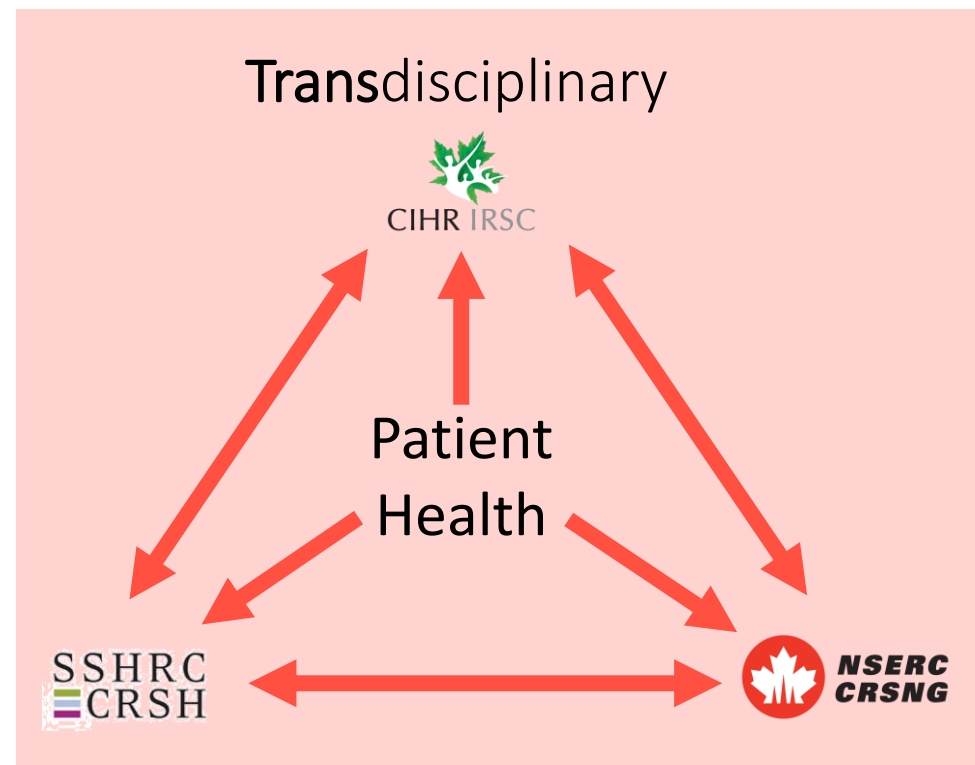 Transdisciplinary
CIHR IRSC
Patient
Health
SSHRC
CRSH
NSERC
CRSNG